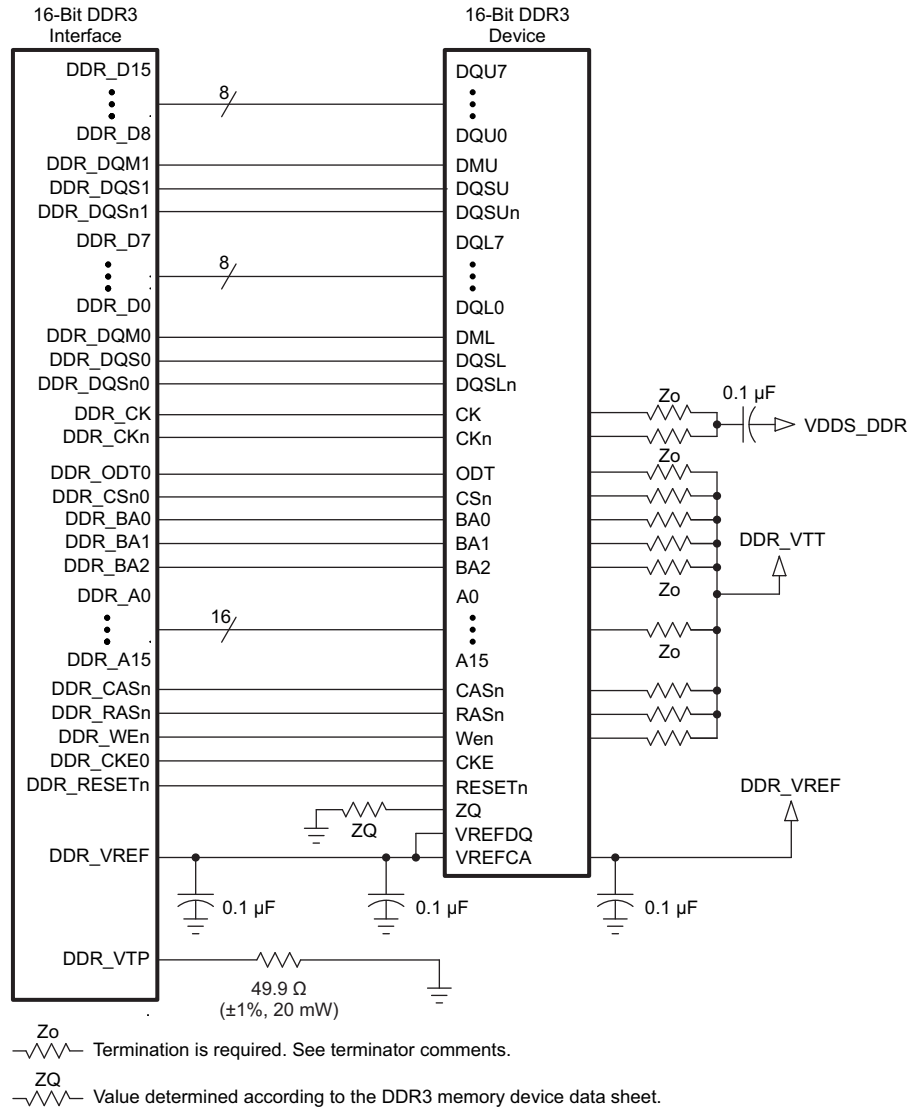 16-Bit DDR3
Interface
16-Bit DDR3
Device
DDR_D15
8
DQU7
DDR_D8
DQU0
DDR_DQM1
DMU
DDR_DQS1
DQSU
DDR_DQSn1
DQSUn
DDR_D7
8
DQL7
DDR_D0
DQL0
DDR_DQM0
DML
DDR_DQS0
DQSL
DDR_DQSn0
DQSLn
DDR_CK
CK
Zo
0.1 µF
VDDS_DDR
DDR_CKn
CKn
Zo
DDR_ODT0
ODT
DDR_CSn0
CSn
DDR_BA0
BA0
DDR_BA1
BA1
DDR_VTT
DDR_BA2
BA2
Zo
DDR_A0
16
A0
Zo
DDR_A15
A15
DDR_CASn
CASn
DDR_RASn
RASn
DDR_WEn
Wen
DDR_CKE0
CKE
DDR_RESETn
RESETn
DDR_VREF
ZQ
ZQ
VREFDQ
DDR_VREF
VREFCA
0.1 µF
0.1 µF
0.1 µF
DDR_VTP
49.9 Ω
(±1%, 20 mW)
Zo
Termination is required. See terminator comments.
ZQ
Value determined according to the DDR3 memory device data sheet.